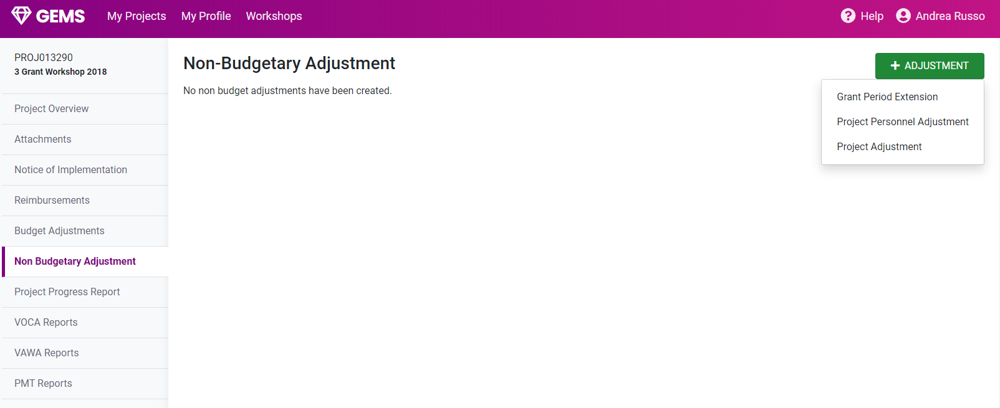 GEMS My Projects My Profile Workshops ? Help Andrea Russo
PROJ013290
3 Grant Workshop 2018
Project Overview
Attachments
Notice of Implementation
Reimbursements
Budget Adjustments
Non Budgetary Adjustment
Project Progress Report
VOCA Reports
VAWA Reports
PMT Reports
Non-Budgetary Adjustment
No non budget adjustments have been created.
+ ADJUSTMENT
Grant Period Extension
Project Personnel Adjustment
Project Adjustment